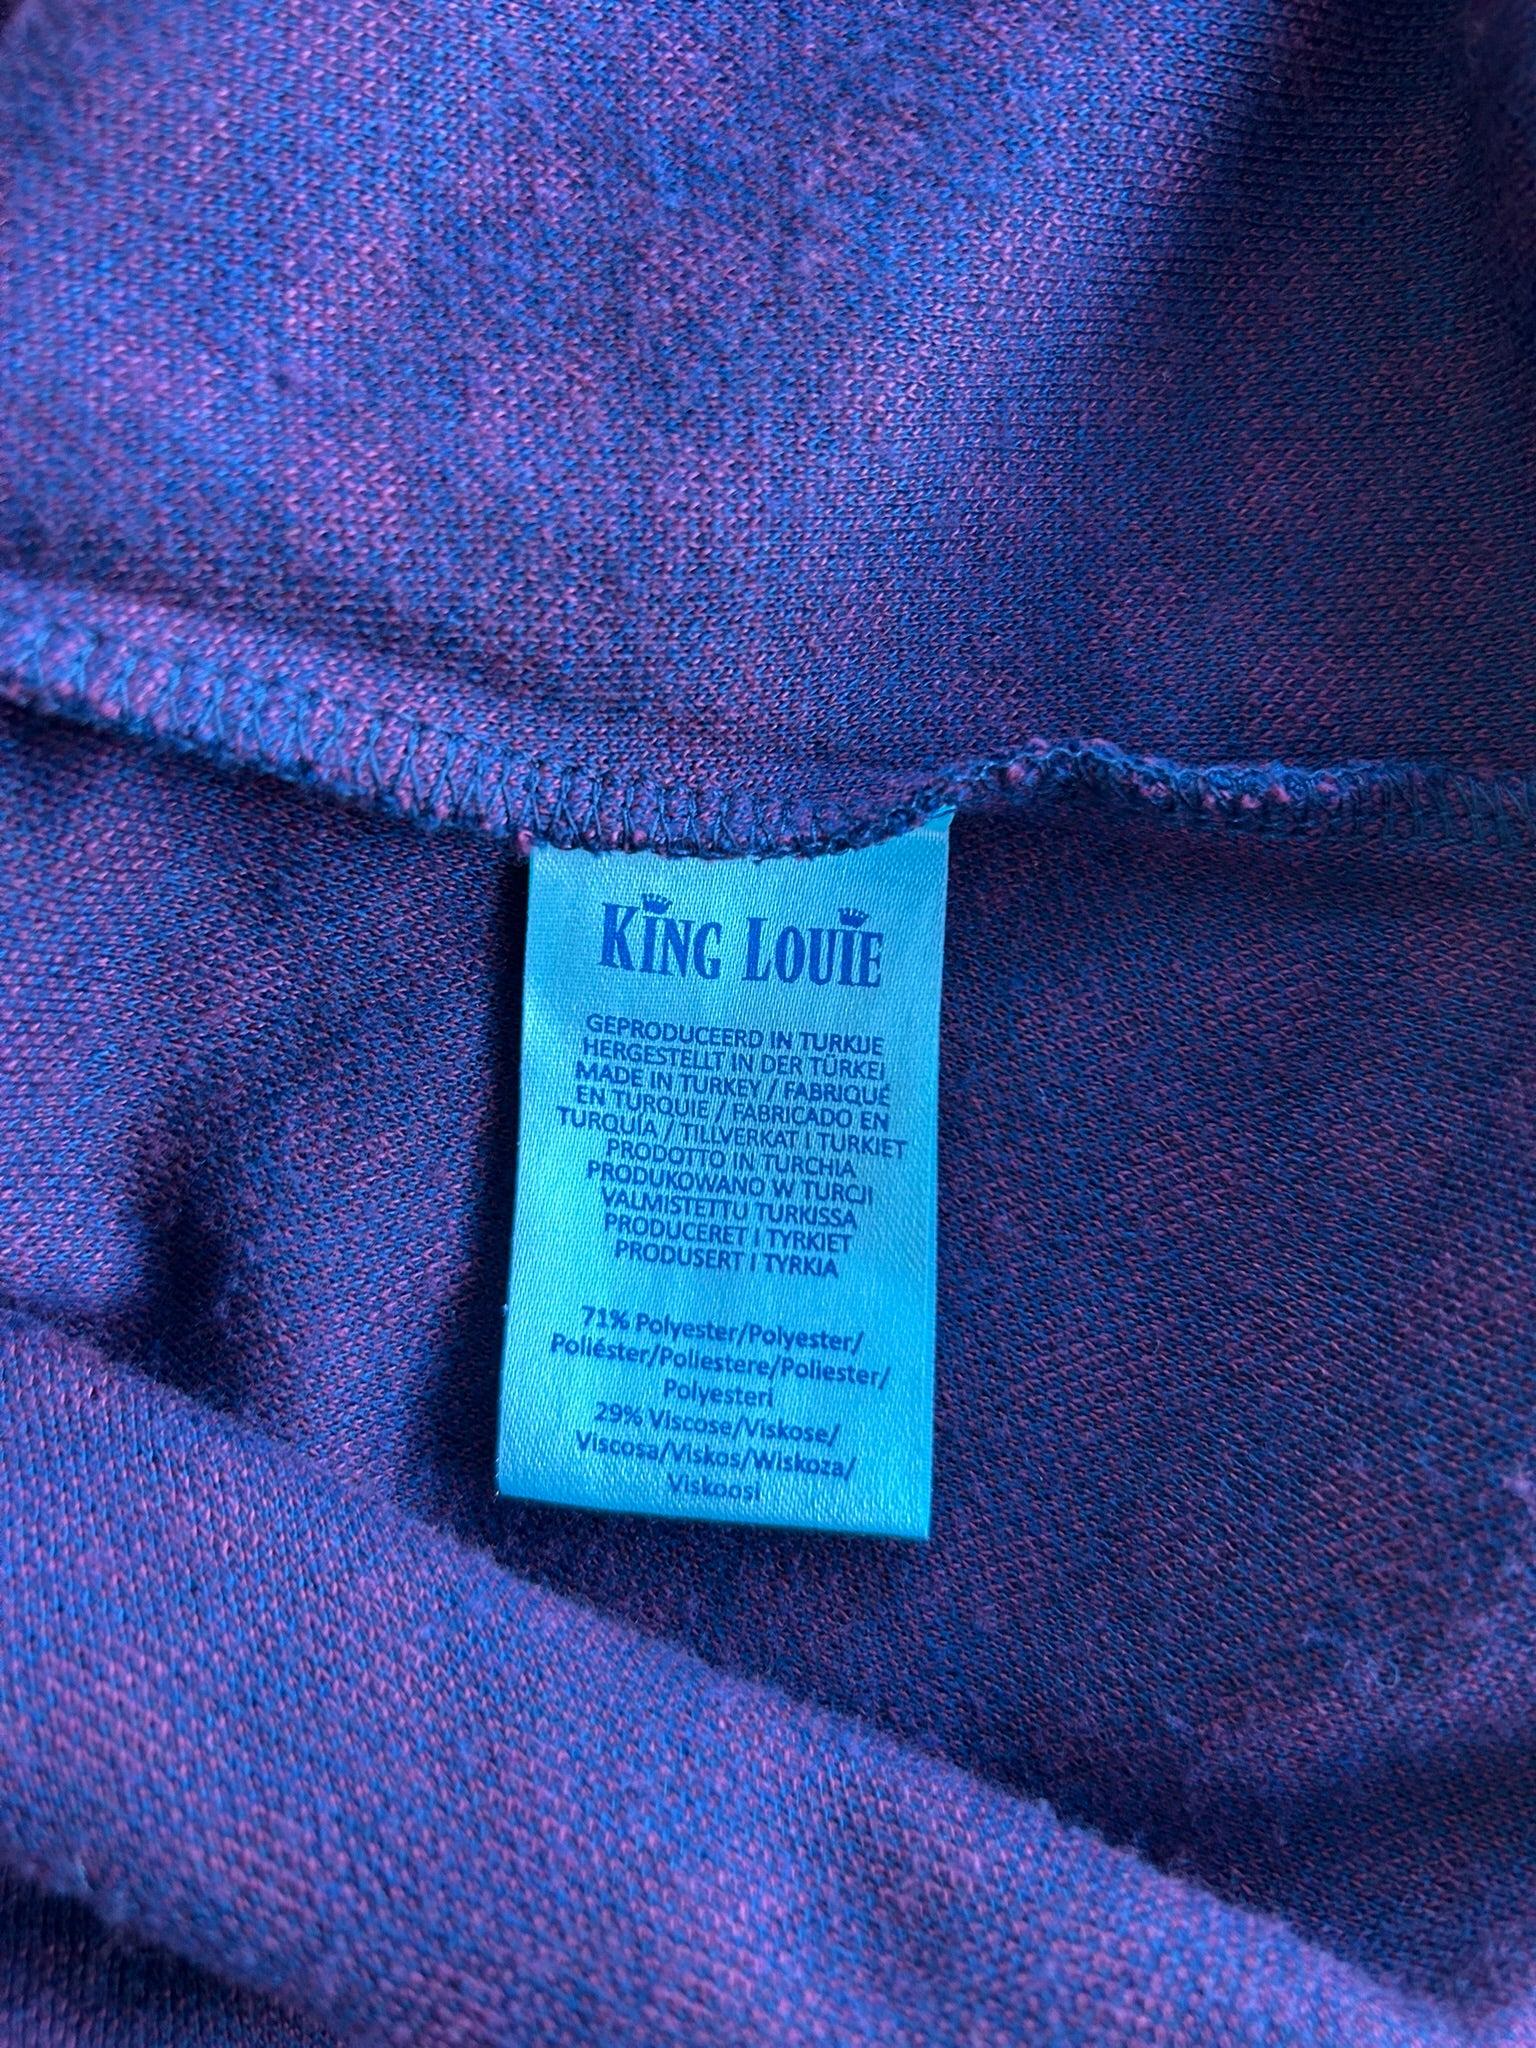 KING LOUIE
GEPRODUCEERD IN TURKIJE
HERGESTELLT IN DER TÜRKEI
MADE IN TURKEY / FABRIQUÉ
EN TURQUIE / FABRICADO EN
TURQUÍA / TILLVERKAT I TURKIET
PRODOTTO IN TURCHIA
PRODUKOWANO W TURCJI
VALMISTETTU TURKISSA
PRODUCERET I TYRKIET
PRODUSERT I TYRKIA
71% Polyester/Polyester/
Poliéster/Poliestere/Poliester/
Polyesteri
29% Viscose/Viskose/
Viscosa/Viskos/Wiskoza/
Viskoosi